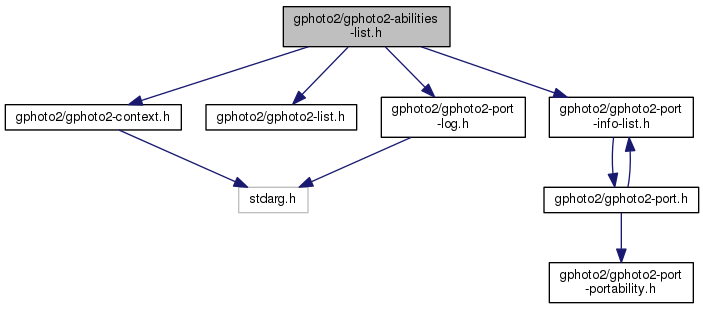 gphoto2/gphoto2-abilities
-list.h
gphoto2/gphoto2-context.h
gphoto2/gphoto2-list.h
gphoto2/gphoto2-port
-log.h
gphoto2/gphoto2-port
-info-list.h
stdarg.h
gphoto2/gphoto2-port.h
gphoto2/gphoto2-port
-portability.h